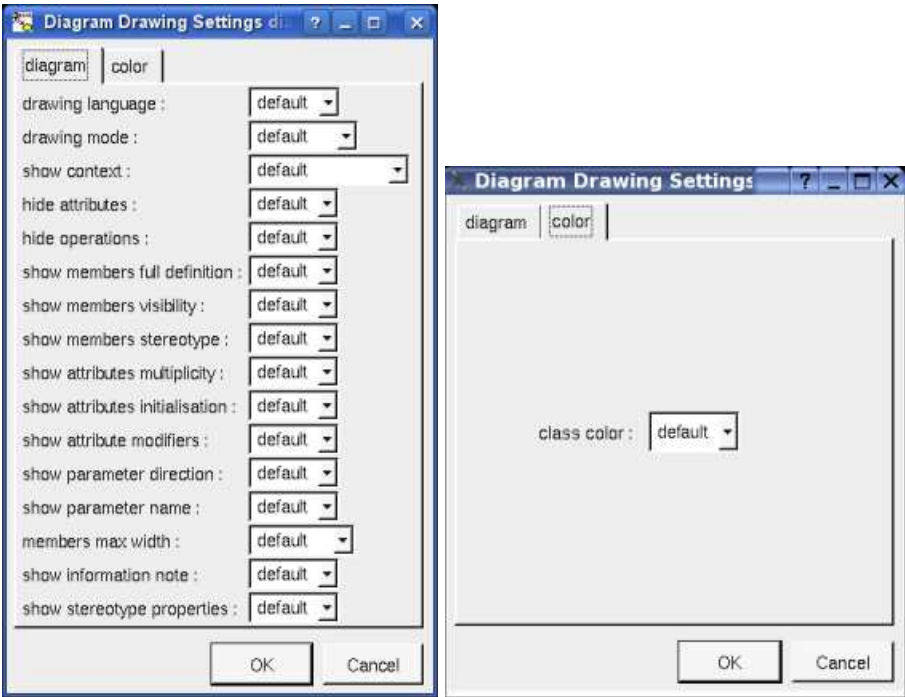 Diagram Drawing Settings
diagram color
drawing language : default
drawing mode : default
show context : default
hide attributes : default
hide operations : default
show members full definition : default
show members visibility : default
show members stereotype : default
show attributes multiplicity : default
show attributes initialisation : default
show attribute modifiers : default
show parameter direction : default
show parameter name : default
members max width : default
show information note : default
show stereotype properties : default
OK Cancel
Diagram Drawing Settings
diagram color
class color : default
OK Cancel